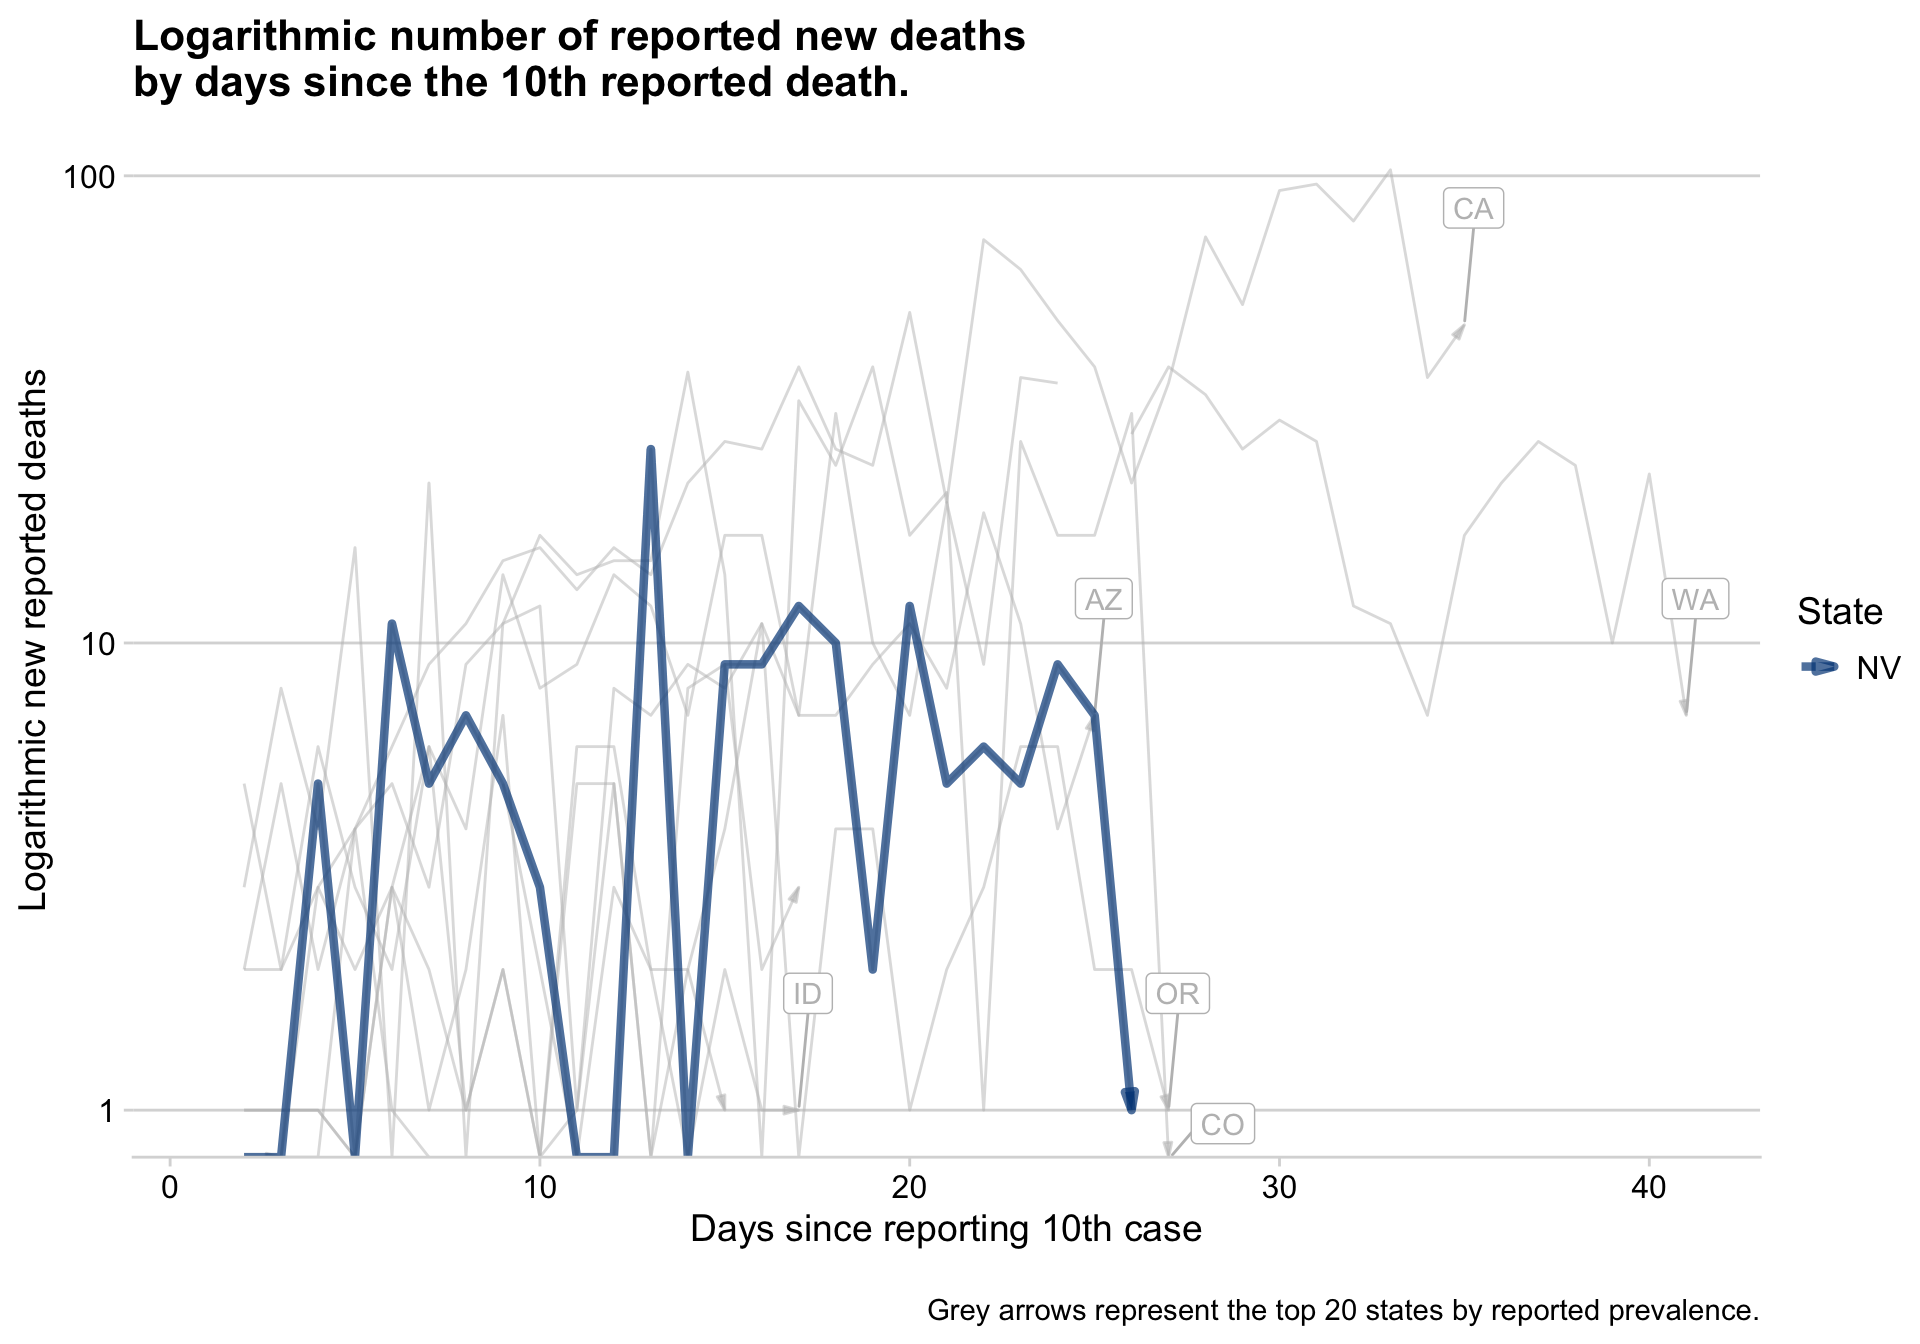 Logarithmic number of reported new deaths
by days since the 10th reported death.
100
CA
10
AZ
WA
ID
OR
1
CO
0
10
20
30
40
Logarithmic new reported deaths
Days since reporting 10th case
State
NV
Grey arrows represent the top 20 states by reported prevalence.